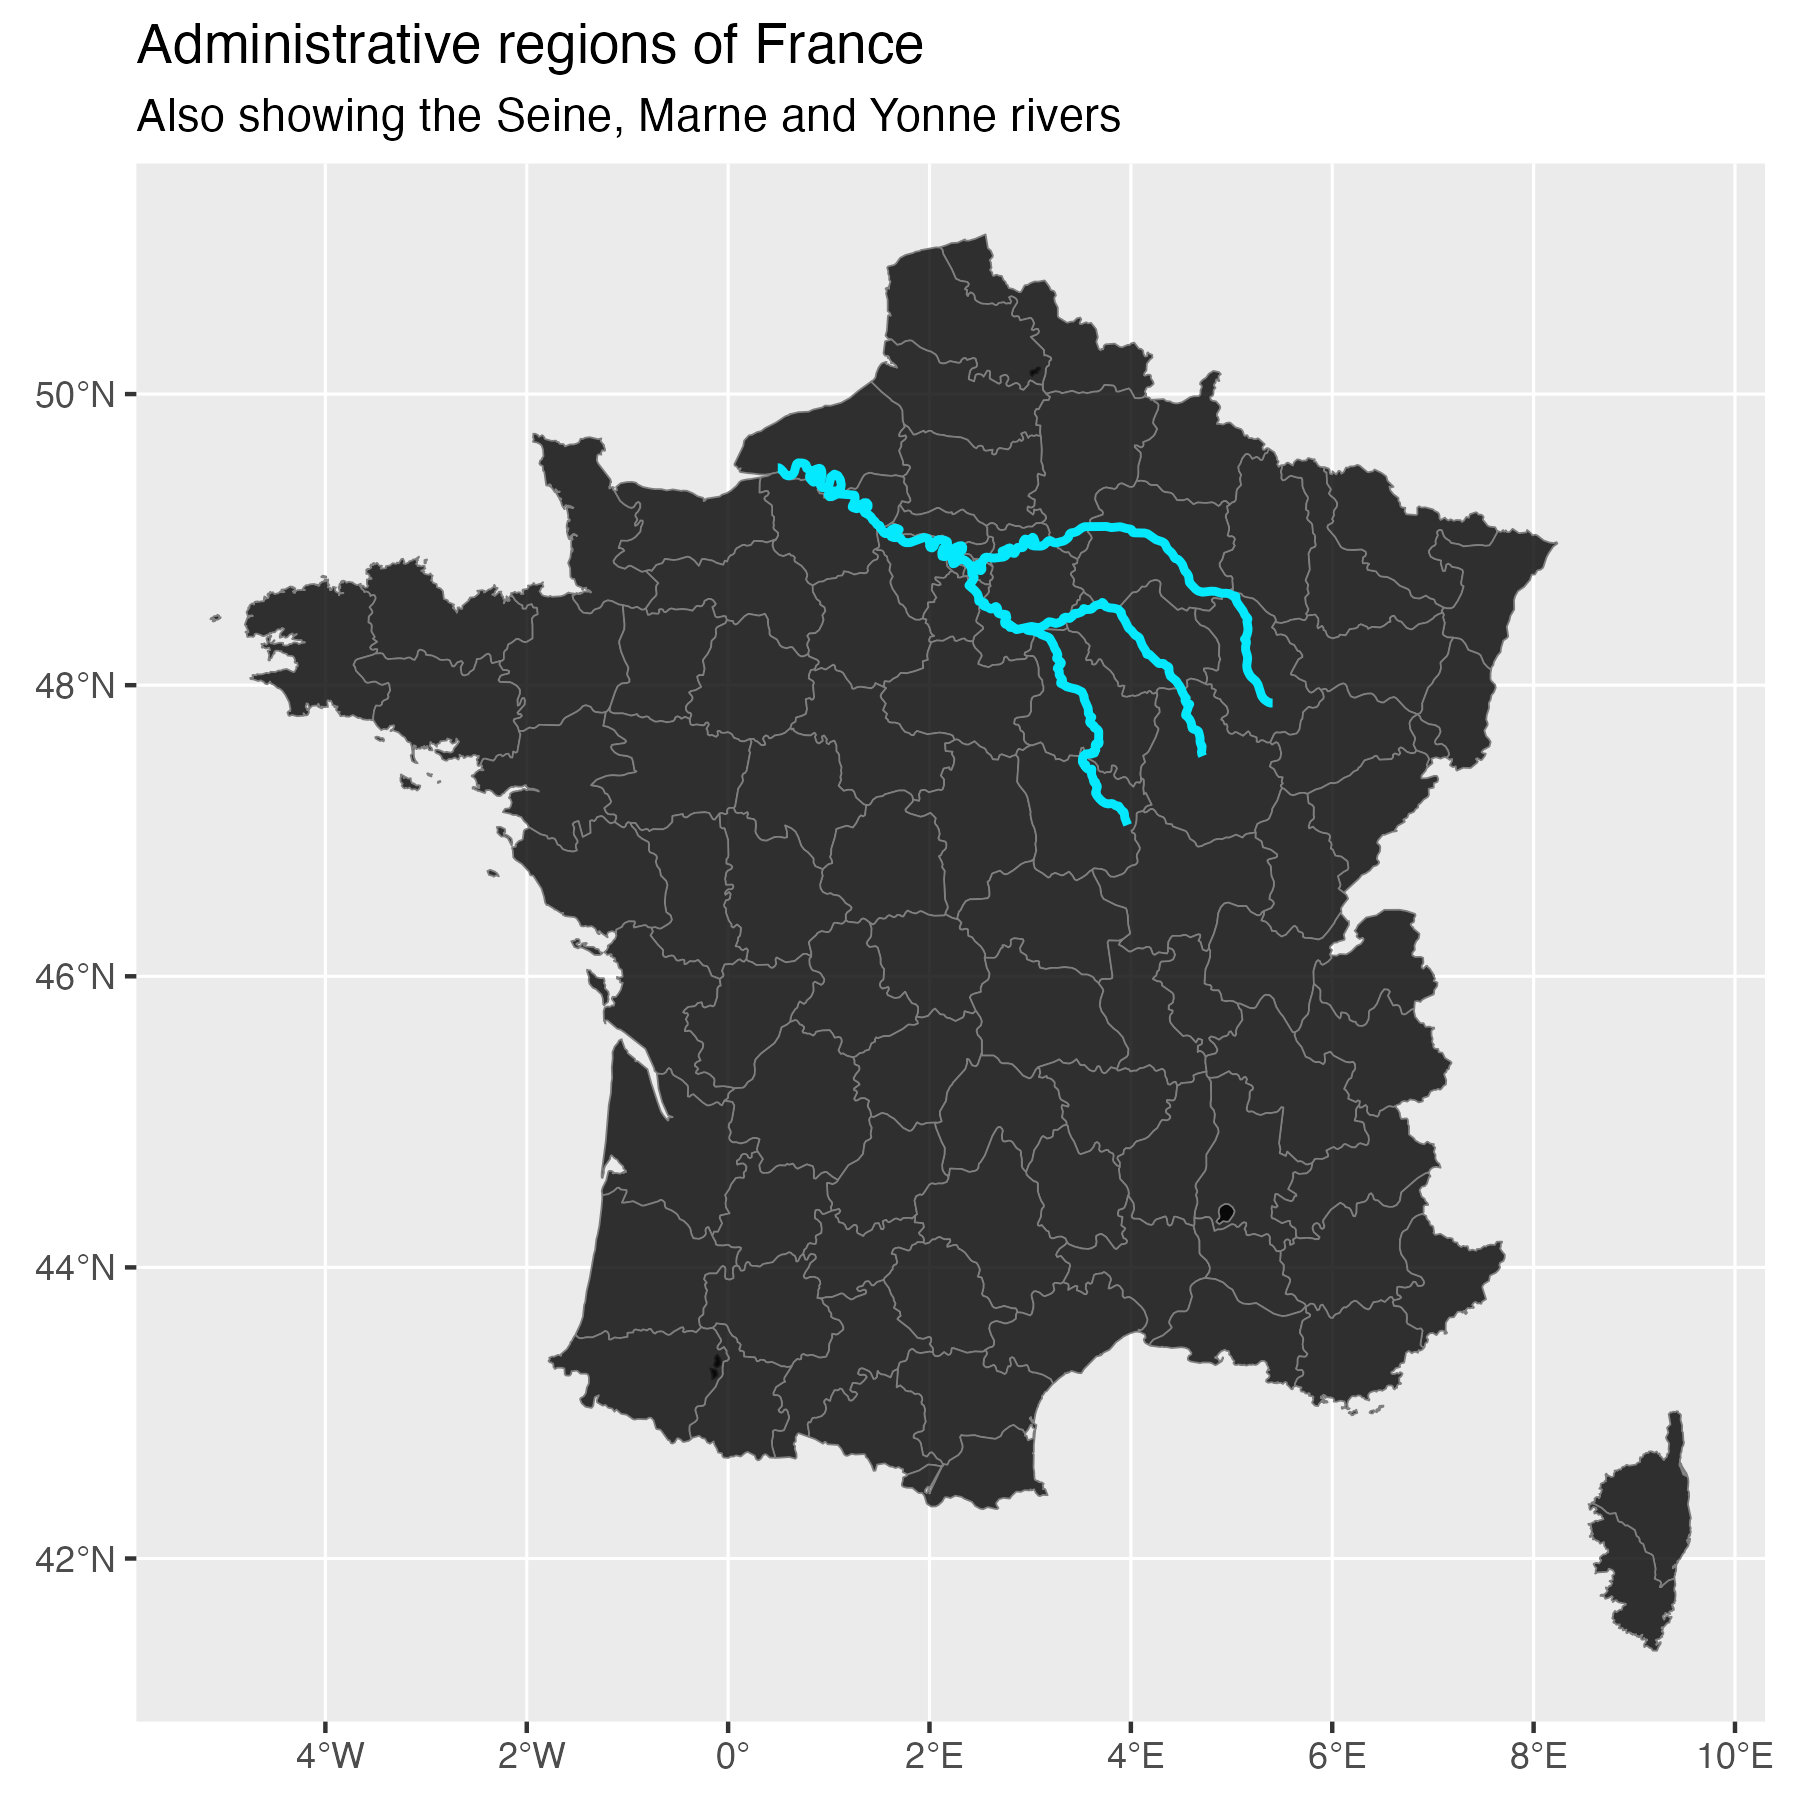 Administrative regions of France
Also showing the Seine, Marne and Yonne rivers
50°N
48°N
46°N
44°N
42°N
4°W 2°W 0° 2°E 4°E 6°E 8°E 10°E